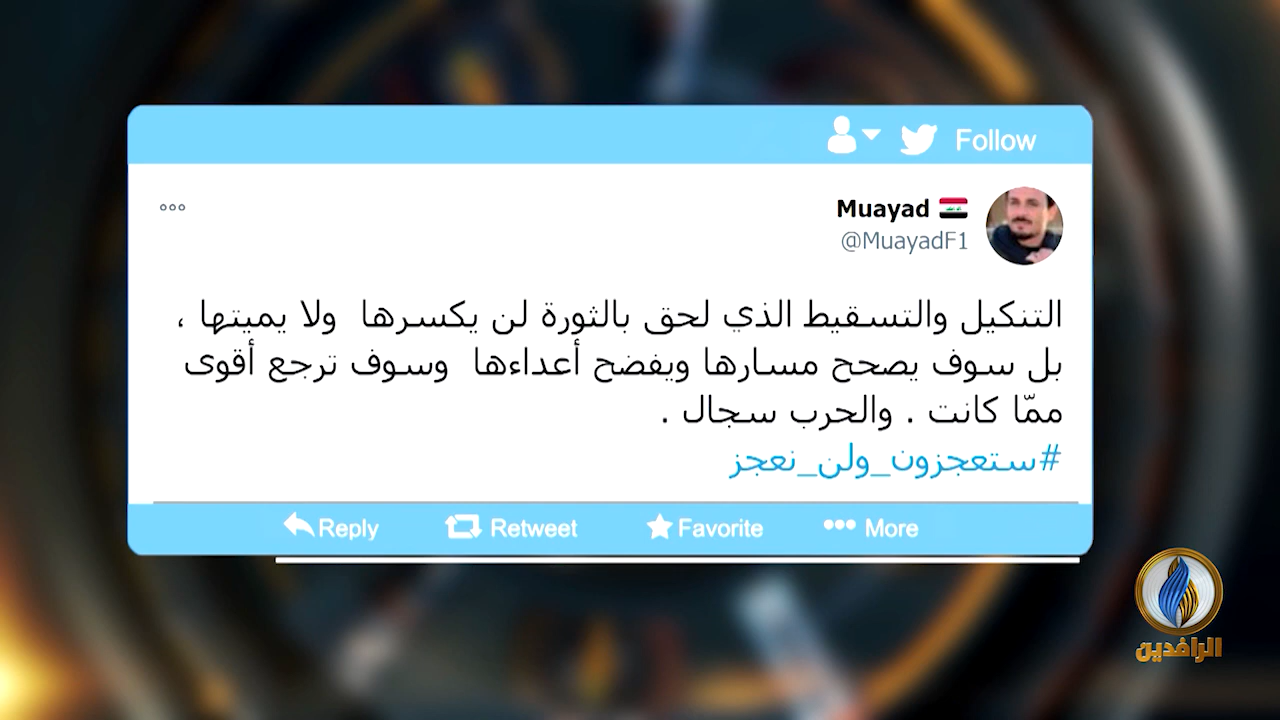 Follow
Muayad
@MuayadF1
التنكيل والتسقيط الذي لحق بالثورة لن يكسرها ولا يميتها ،
بل سوف يصحح مسارها ويفضح أعداءها وسوف ترجع أقوى
ممّا كانت . والحرب سجال .
#ستعجزون_ولن_نعجز
Reply Retweet Favorite More
الرافدين